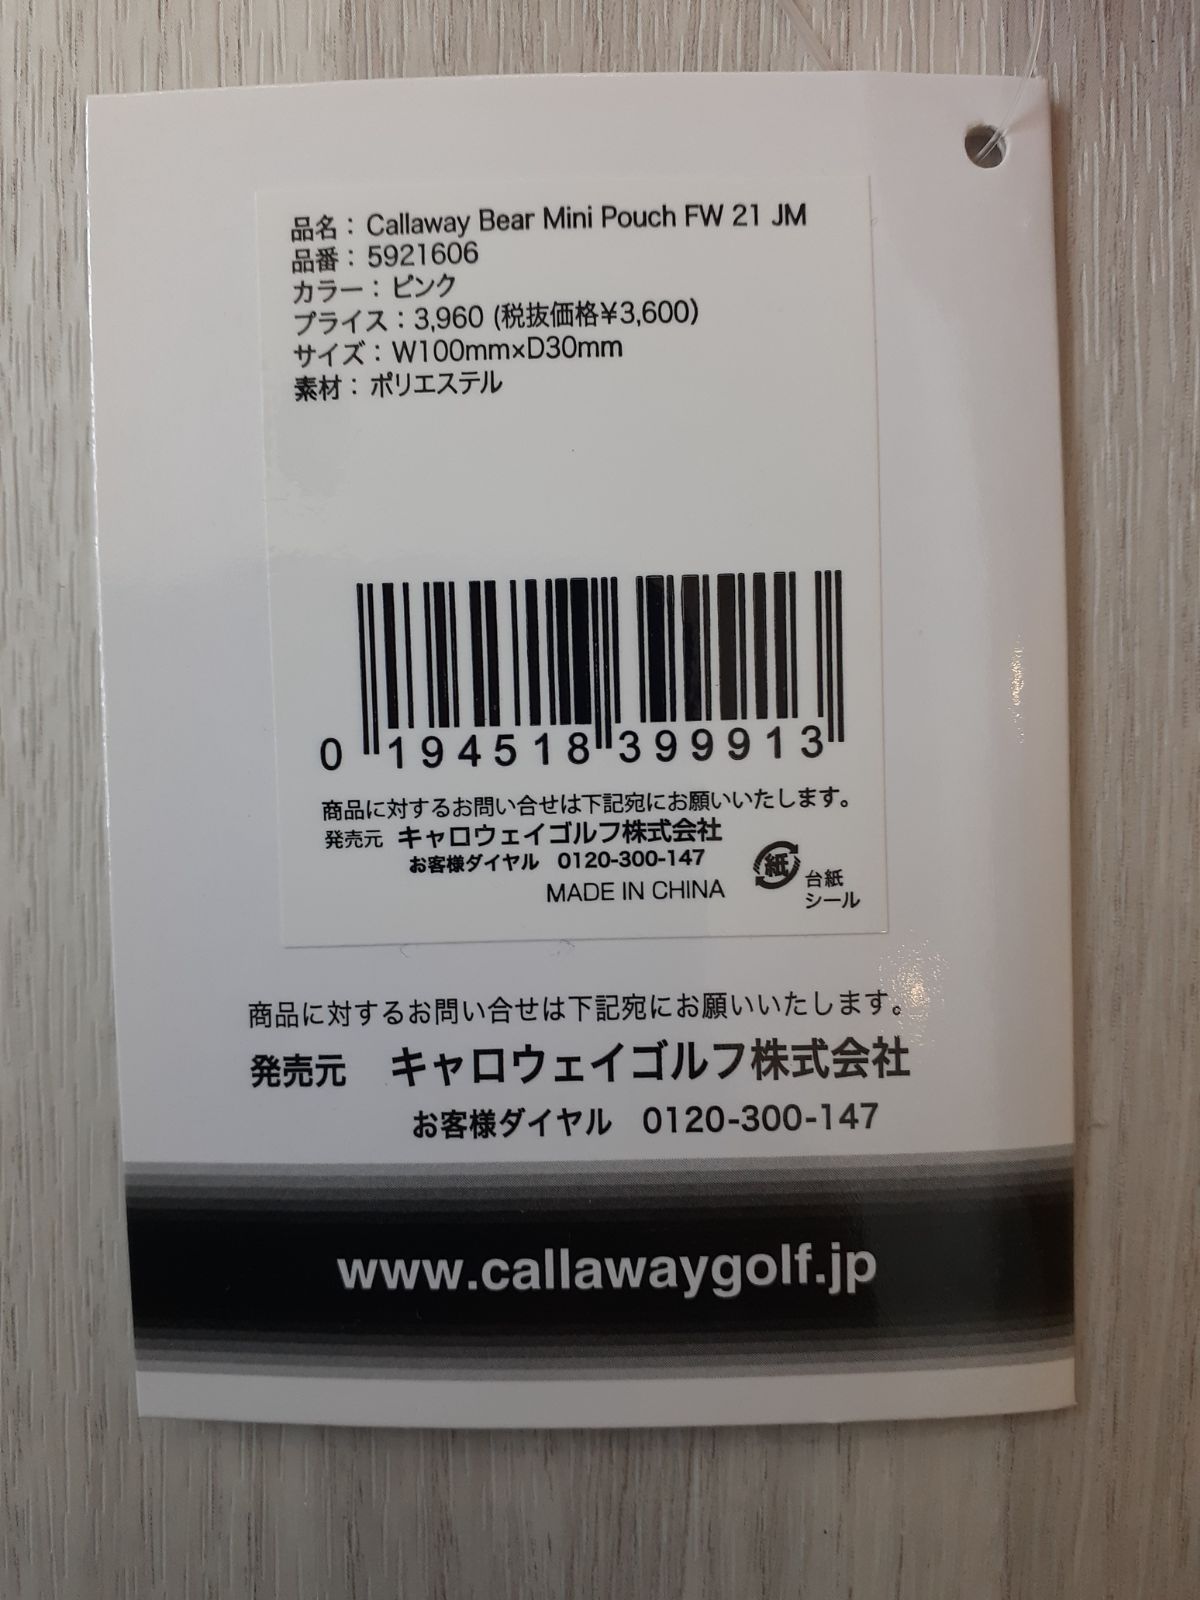 品名：Callaway Bear Mini Pouch FW 21 JM
品番：5921606
カラー：ピンク
プライス：3,960 (税抜価格¥3,600)
サイズ：W100mm×D30mm
素材：ポリエステル
0 194518 399913
商品に対するお問い合せは下記宛にお願いいたします。
発売元 キャロウェイゴルフ株式会社
お客様ダイヤル 0120-300-147
MADE IN CHINA
紙 台紙
シール
商品に対するお問い合せは下記宛にお願いいたします。
発売元 キャロウェイゴルフ株式会社
お客様ダイヤル 0120-300-147
www.callawaygolf.jp